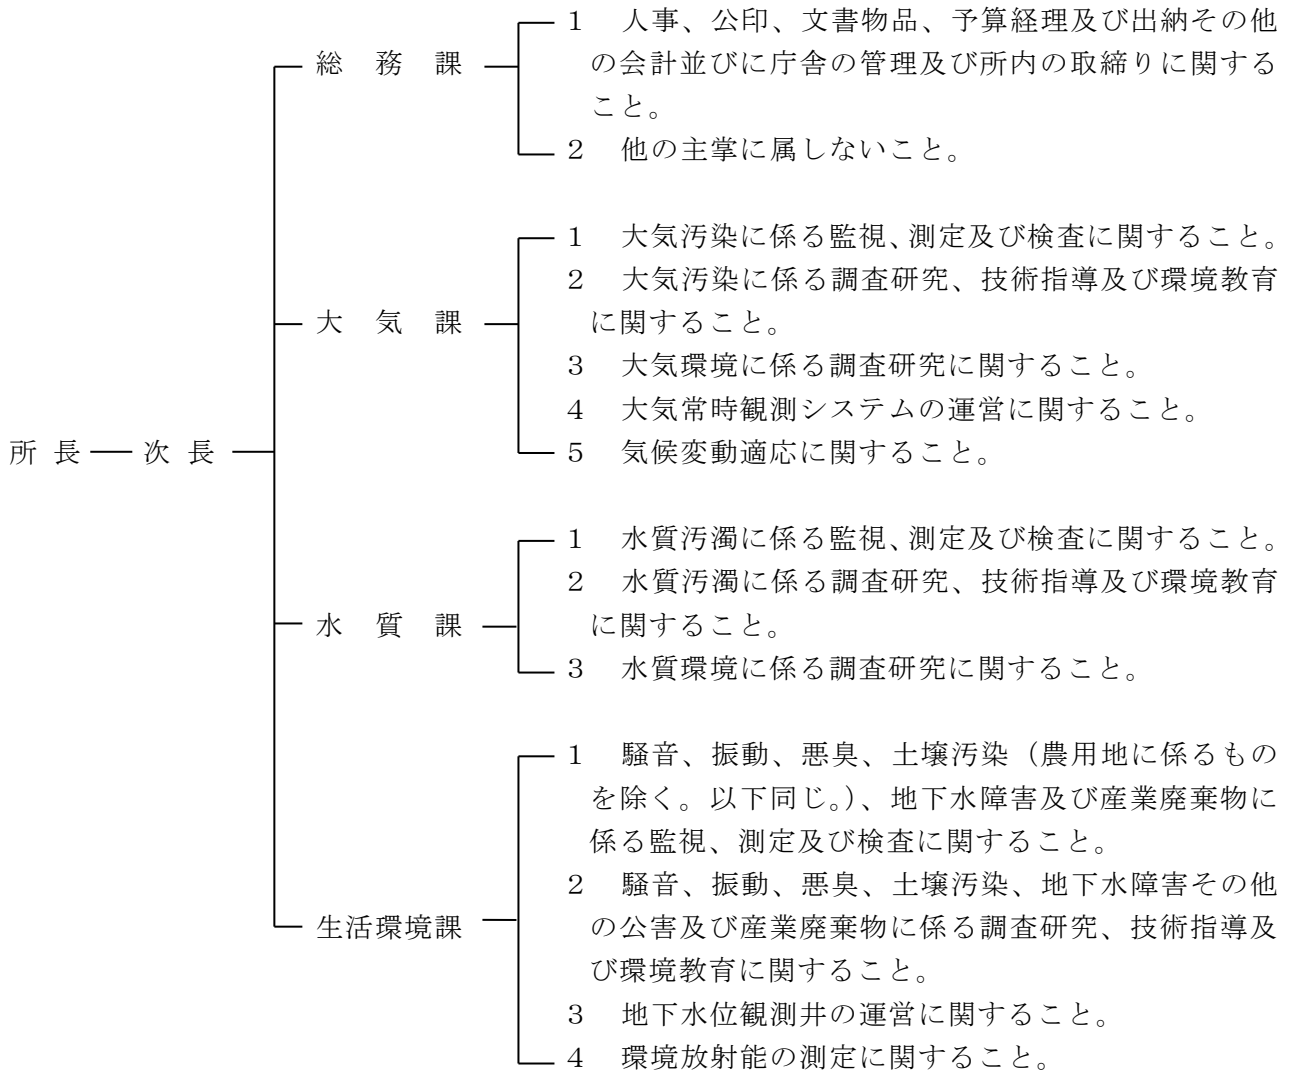 所 長
次 長
総 務 課
１ 人事、公印、文書物品、予算経理及び出納その他
の会計並びに庁舎の管理及び所内の取締りに関する
こと。
２ 他の主掌に属しないこと。
大 気 課
１ 大気汚染に係る監視、測定及び検査に関すること。
２ 大気汚染に係る調査研究、技術指導及び環境教育
に関すること。
３ 大気環境に係る調査研究に関すること。
４ 大気常時観測システムの運営に関すること。
５ 気候変動適応に関すること。
水 質 課
１ 水質汚濁に係る監視、測定及び検査に関すること。
２ 水質汚濁に係る調査研究、技術指導及び環境教育
に関すること。
３ 水質環境に係る調査研究に関すること。
生活環境課
１ 騒音、振動、悪臭、土壌汚染（農用地に係るもの
を除く。以下同じ。）、地下水障害及び産業廃棄物に
係る監視、測定及び検査に関すること。
２ 騒音、振動、悪臭、土壌汚染、地下水障害その他
の公害及び産業廃棄物に係る調査研究、技術指導及
び環境教育に関すること。
３ 地下水位観測井の運営に関すること。
４ 環境放射能の測定に関すること。